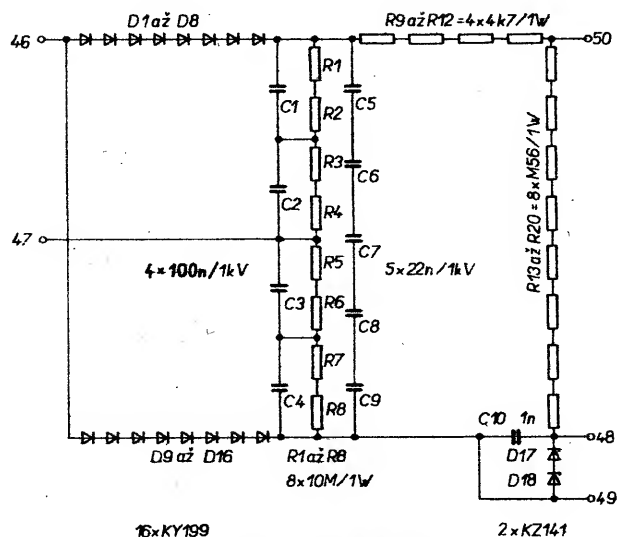 D1 až D8
R9 až R12 = 4×4k7/1W
46
50
R1
C1
C5
R2
R3
C6
C2
R4
R13 až R20 = 8×M56/1W
47
C7
4×100n/1kV
R5
5×22n/1kV
C3
R6
C8
R7
C4
C9
R8
C10 1n
48
D9 až D16
R1 až R8
D17
8×10M/1W
D18
49
16×KY199
2×KZ141